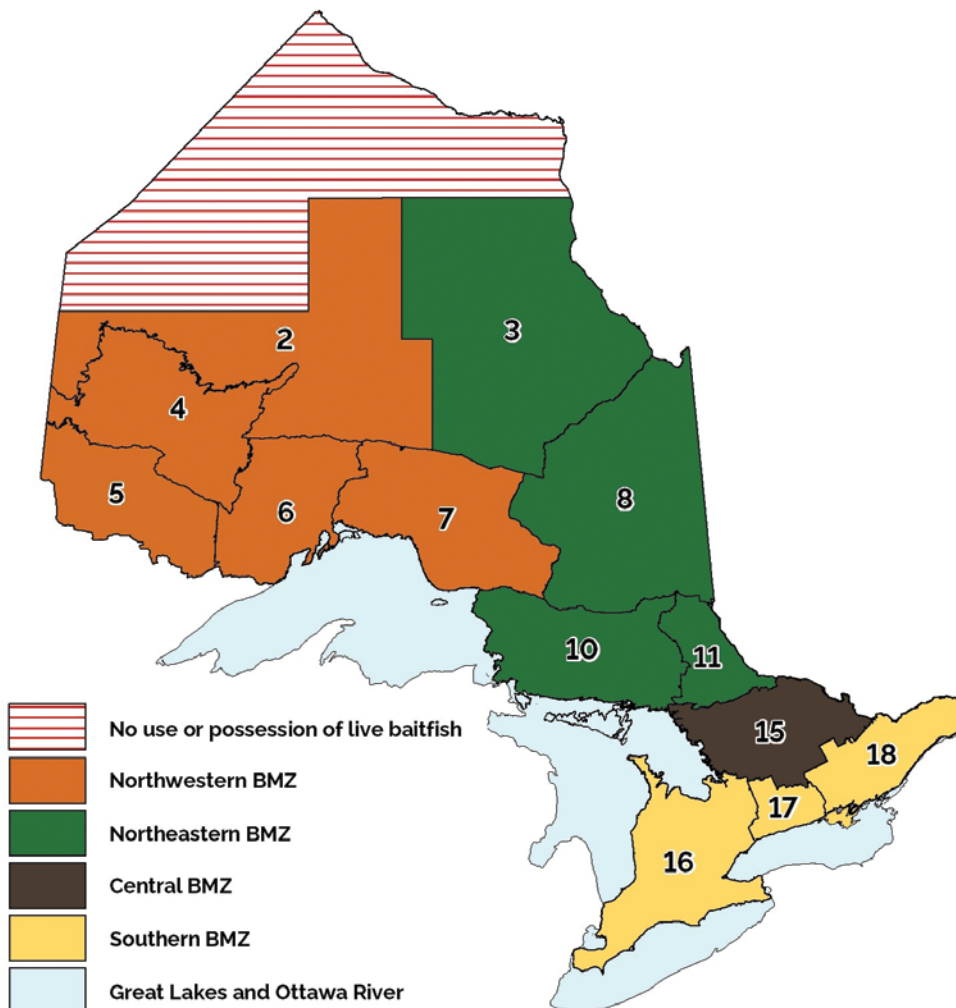 2
3
4
5
6
7
8
10
11
15
18
17
16
No use or possession of live baitfish
Northwestern BMZ
Northeastern BMZ
Central BMZ
Southern BMZ
Great Lakes and Ottawa River